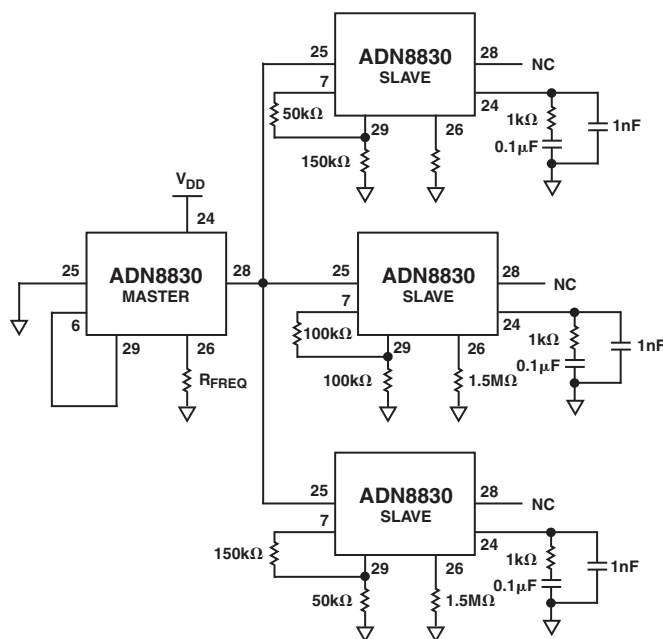 25
ADN8830
SLAVE
28
NC
7
24
50kΩ
29
26
1kΩ
1nF
150kΩ
0.1μF
VDD
24
25
ADN8830
MASTER
28
6
29
26
RFREQ
25
ADN8830
SLAVE
28
NC
7
24
100kΩ
29
26
1kΩ
1nF
100kΩ
1.5MΩ
0.1μF
25
ADN8830
SLAVE
28
NC
7
24
150kΩ
29
26
1kΩ
1nF
50kΩ
1.5MΩ
0.1μF